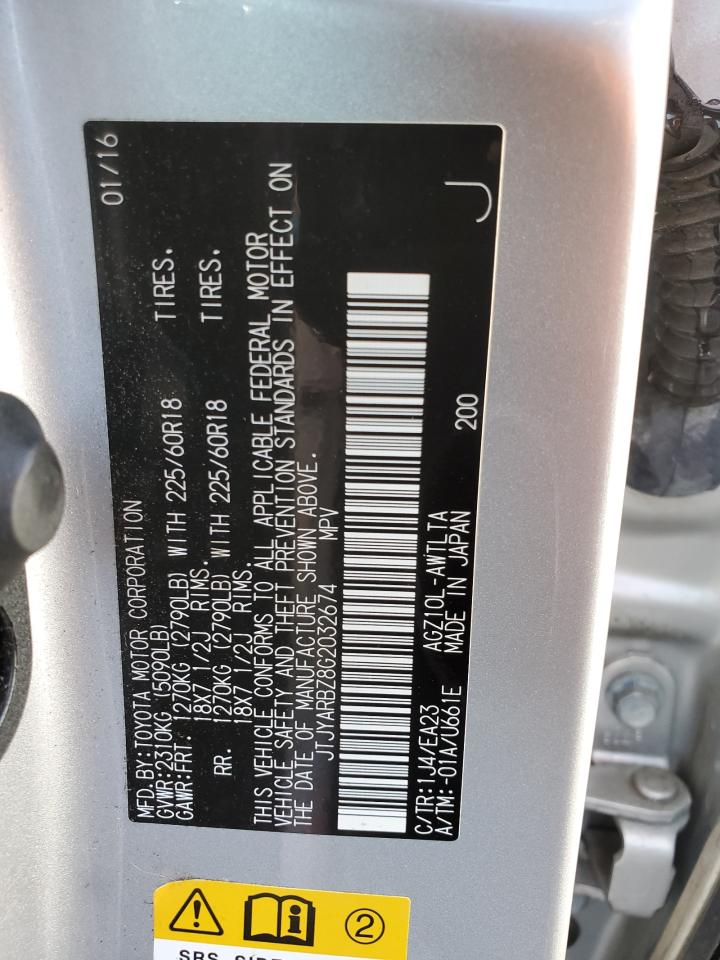 MFD.BY:TOYOTA MOTOR CORPORATION 01/16
GVWR:2310KG (5090LB)
GAWR:FRT. 1270KG (2790LB) WITH 225/60R18 TIRES.
18X7 1/2J RIMS.
RR. 1270KG (2790LB) WITH 225/60R18 TIRES.
18X7 1/2J RIMS.
THIS VEHICLE CONFORMS TO ALL APPLICABLE FEDERAL MOTOR
VEHICLE SAFETY AND THEFT PREVENTION STANDARDS IN EFFECT ON
THE DATE OF MANUFACTURE SHOWN ABOVE.
JTJYARBZ8G2032674 MPV
C/TR:1J4/EA23 AGZ10L-AWTLTA
A/TM:-01A/U661E MADE IN JAPAN 200 J
2
SRS SIDE